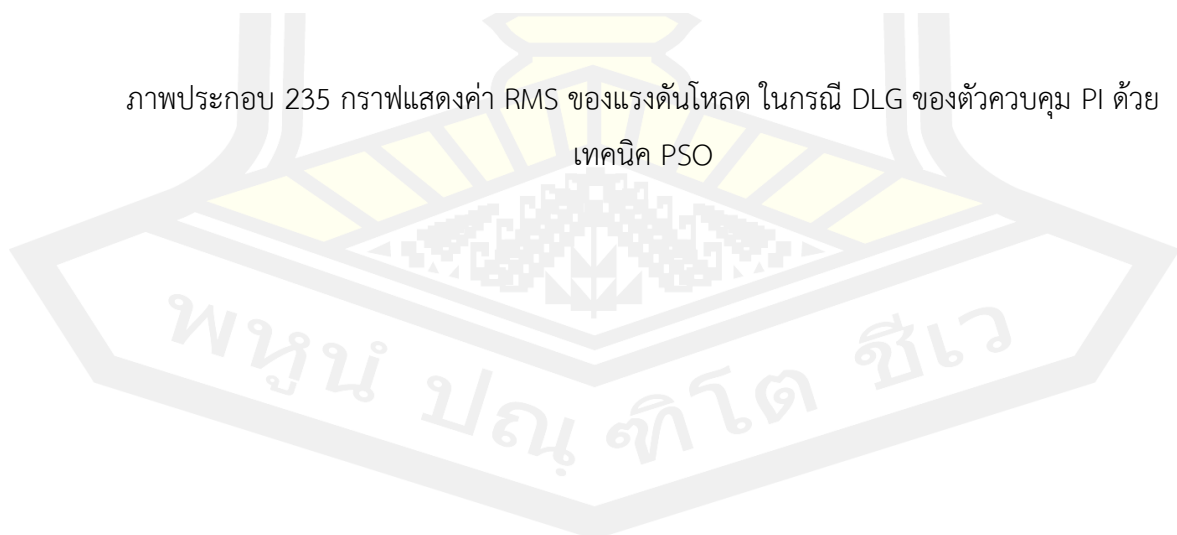 ภาพประกอบ 235 กราฟแสดงค่า RMS ของแรงดันโหลด ในกรณี DLG ของตัวควบคุม PI ด้วย
เทคนิค PSO
พหูนํ ปณฺฑิโต ชีเว